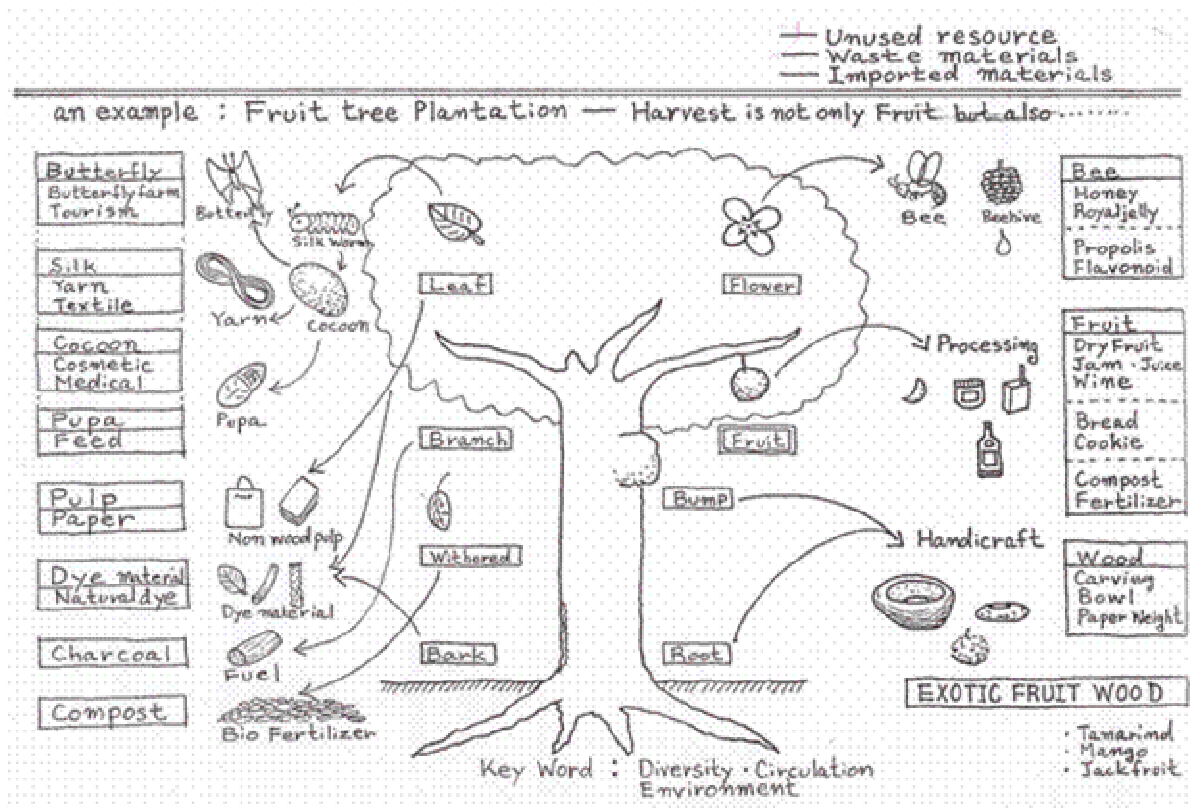 Unused resource
Waste materials
Imported materials
an example : Fruit tree Plantation — Harvest is not only Fruit but also ........
Butterfly
Butterfly farm
Tourism
Silk
Yarn
Textile
Cocoon
Cosmetic
Medical
Pupa
Feed
Pulp
Paper
Dye material
Natural dye
Charcoal
Compost
Butterfly
Silk Worm
Yarn
Cocoon
Pupa
Non wood pulp
Dye material
Fuel
Bio Fertilizer
Leaf
Branch
Withered
Bark
Flower
Fruit
Bump
Root
Bee
Beehive
Processing
Handicraft
Bee
Honey
Royaljelly
Propolis
Flavonoid
Fruit
Dry Fruit
Jam · Juice
Wine
Bread
Cookie
Compost
Fertilizer
Wood
Carving
Bowl
Paper Weight
EXOTIC FRUIT WOOD
· Tamarind
· Mango
· Jackfruit
Key Word : Diversity · Circulation
Environment